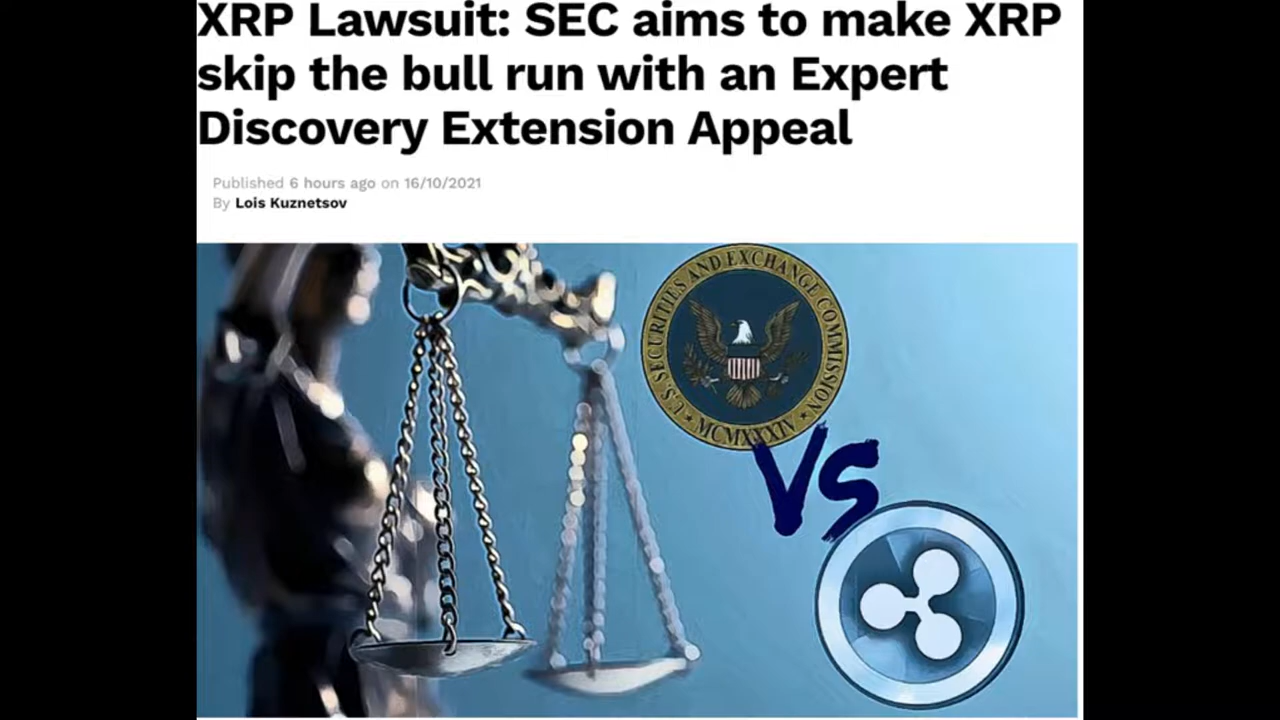 XRP Lawsuit: SEC aims to make XRP
skip the bull run with an Expert
Discovery Extension Appeal
Published 6 hours ago on 16/10/2021
By Lois Kuznetsov
U.S. SECURITIES AND EXCHANGE COMMISSION
MCMXXXIV
VS